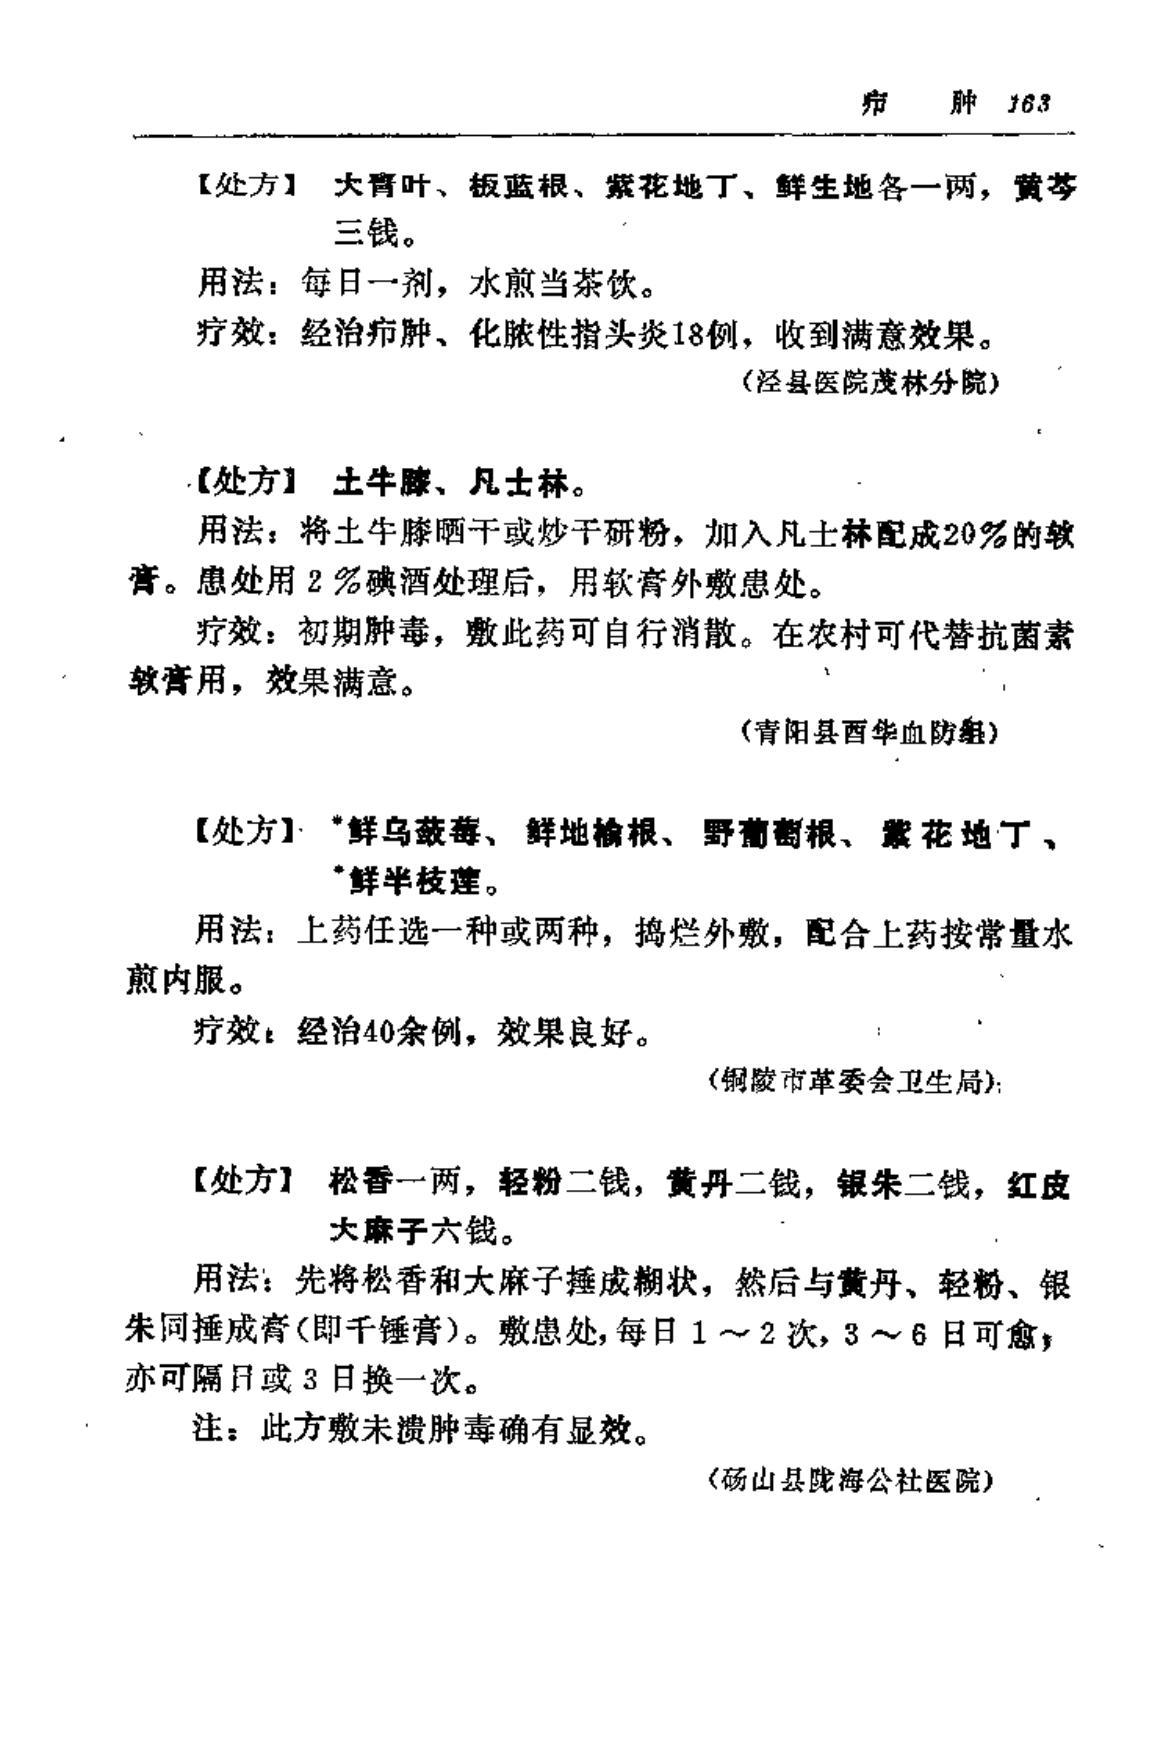 疖 肿 163
【处方】 大青叶、板蓝根、紫花地丁、鲜生地各一两，黄芩
三钱。
用法：每日一剂，水煎当茶饮。
疗效：经治疖肿、化脓性指头炎18例，收到满意效果。
（泾县医院茂林分院）
【处方】 土牛膝、凡士林。
用法：将土牛膝晒干或炒干研粉，加入凡士林配成20％的软
膏。患处用2％碘酒处理后，用软膏外敷患处。
疗效：初期肿毒，敷此药可自行消散。在农村可代替抗菌素
软膏用，效果满意。
（青阳县酉华血防组）
【处方】 *鲜乌蔹莓、鲜地榆根、野葡萄根、紫花地丁、
*鲜半枝莲。
用法：上药任选一种或两种，捣烂外敷，配合上药按常量水
煎内服。
疗效：经治40余例，效果良好。
（铜陵市革委会卫生局）
【处方】 松香一两，轻粉二钱，黄丹二钱，银朱二钱，红皮
大麻子六钱。
用法：先将松香和大麻子捶成糊状，然后与黄丹、轻粉、银
朱同捶成膏（即千锤膏）。敷患处，每日1～2次，3～6日可愈，
亦可隔日或3日换一次。
注：此方敷未溃肿毒确有显效。
（砀山县陇海公社医院）